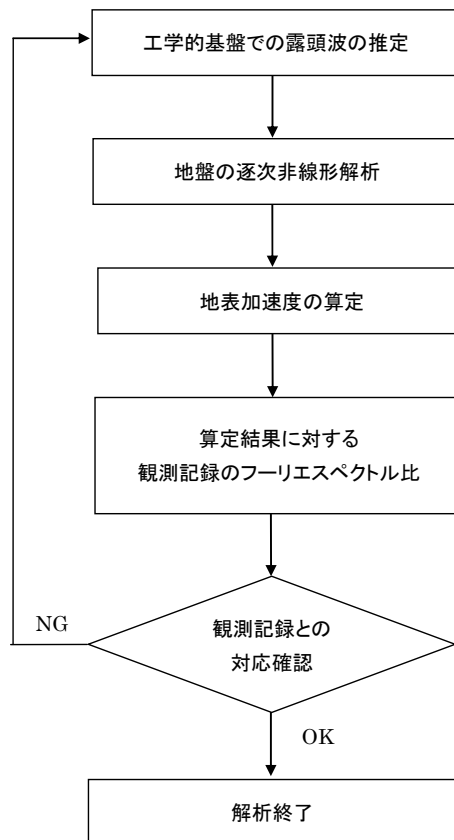 工学的基盤での露頭波の推定
地盤の逐次非線形解析
地表加速度の算定
算定結果に対する
観測記録のフーリエスペクトル比
観測記録との
対応確認
NG
OK
解析終了